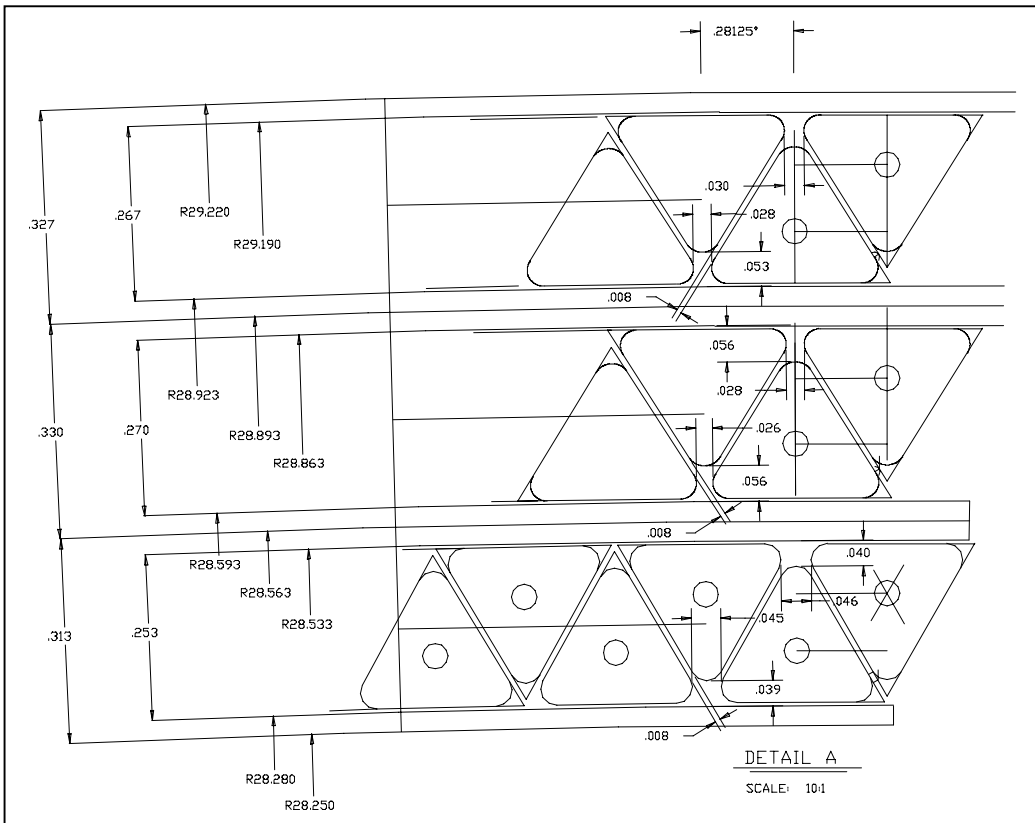 .28125°
.327
.267
R29.220
R29.190
.030
.028
.053
.008
R28.923
R28.893
R28.863
.330
.270
.056
.028
.026
.056
.008
R28.593
R28.563
R28.533
.313
.253
.040
.046
.045
.039
.008
R28.280
R28.250
DETAIL A
SCALE: 10:1